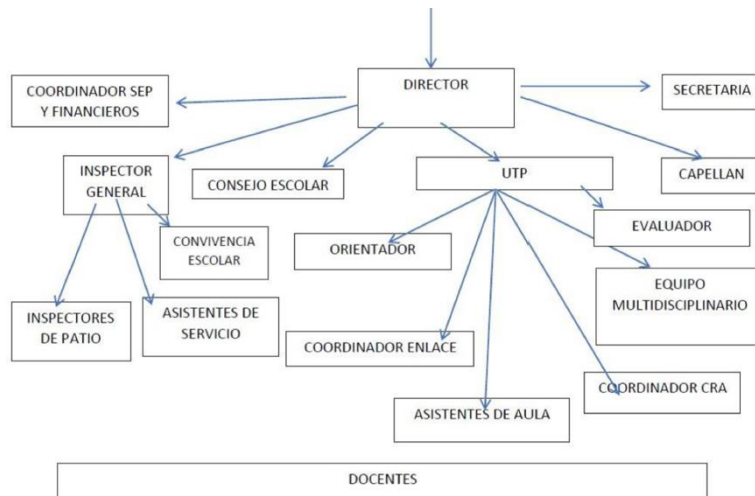 DIRECTOR
COORDINADOR SEP
Y FINANCIEROS
SECRETARIA
INSPECTOR
GENERAL
CONSEJO ESCOLAR
UTP
CAPELLAN
CONVIVENCIA
ESCOLAR
ORIENTADOR
EVALUADOR
EQUIPO
MULTIDISCIPLINARIO
INSPECTORES
DE PATIO
ASISTENTES DE
SERVICIO
COORDINADOR ENLACE
COORDINADOR CRA
ASISTENTES DE AULA
DOCENTES